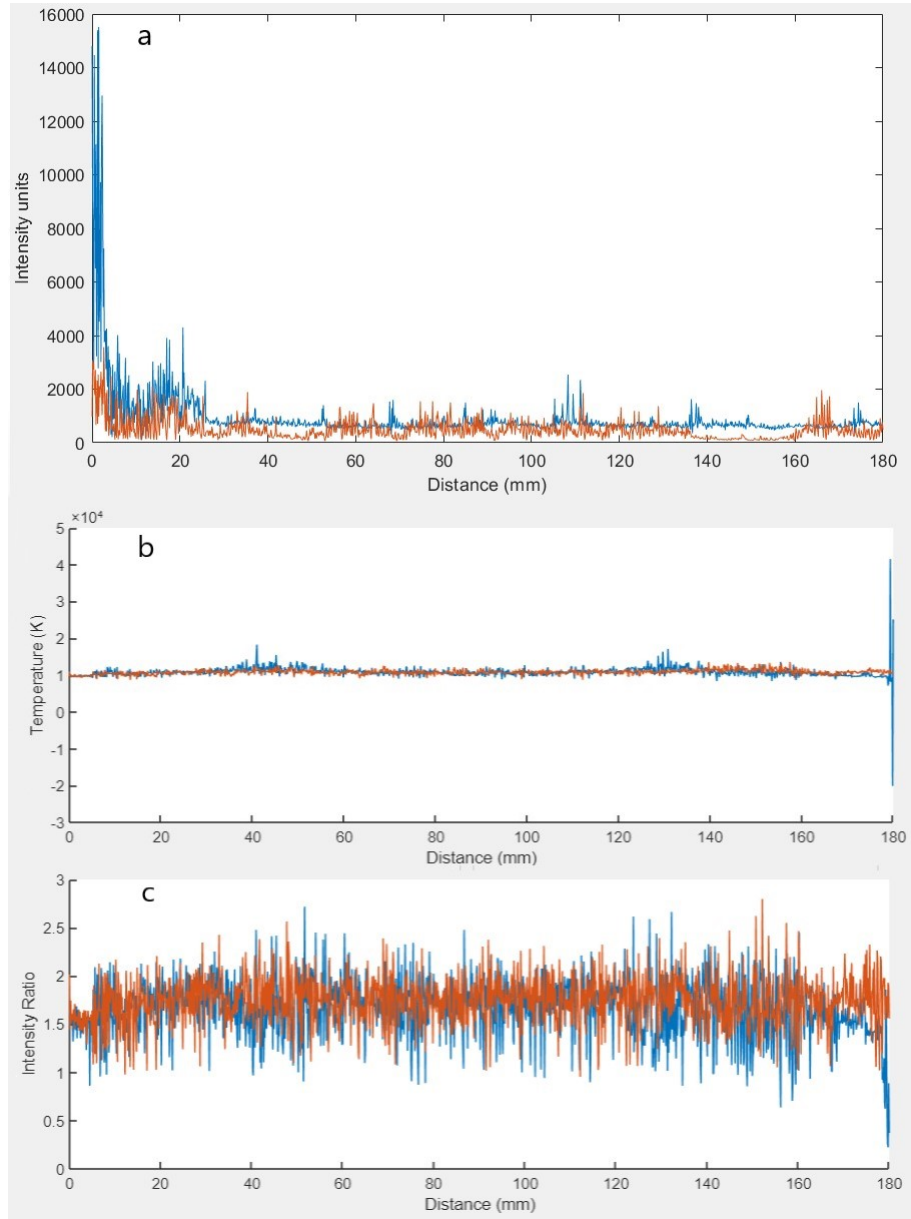 a
16000
14000
12000
10000
8000
6000
4000
2000
0
Intensity units
0 20 40 60 80 100 120 140 160 180
Distance (mm)
b
×10⁴
5
4
3
2
1
0
-1
-2
-3
Temperature (K)
0 20 40 60 80 100 120 140 160 180
Distance (mm)
c
3
2.5
2
1.5
1
0.5
0
Intensity Ratio
0 20 40 60 80 100 120 140 160 180
Distance (mm)